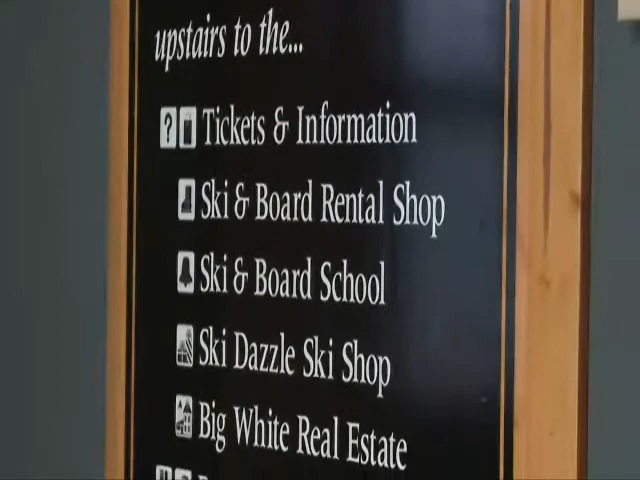 upstairs to the...
? Tickets & Information
Ski & Board Rental Shop
Ski & Board School
Ski Dazzle Ski Shop
Big White Real Estate